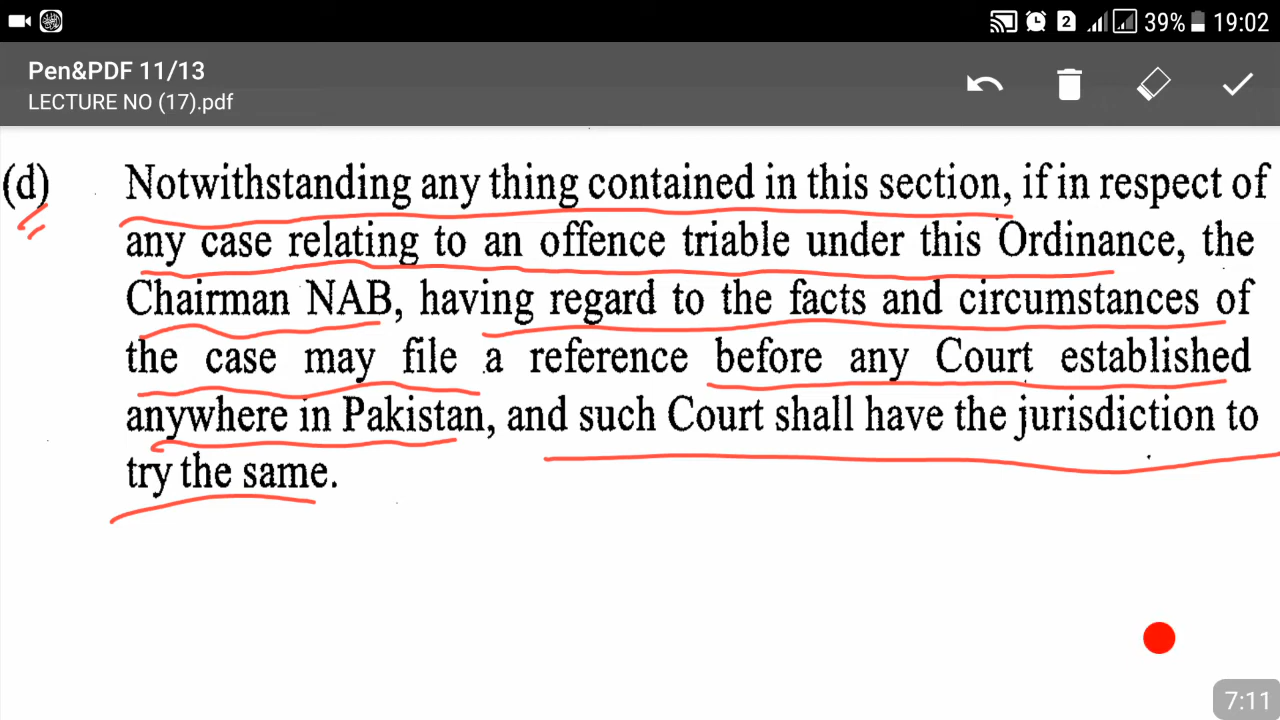 2 39% 19:02
Pen&PDF 11/13
LECTURE NO (17).pdf
(d) Notwithstanding any thing contained in this section, if in respect of
any case relating to an offence triable under this Ordinance, the
Chairman NAB, having regard to the facts and circumstances of
the case may file a reference before any Court established
anywhere in Pakistan, and such Court shall have the jurisdiction to
try the same.
7:11